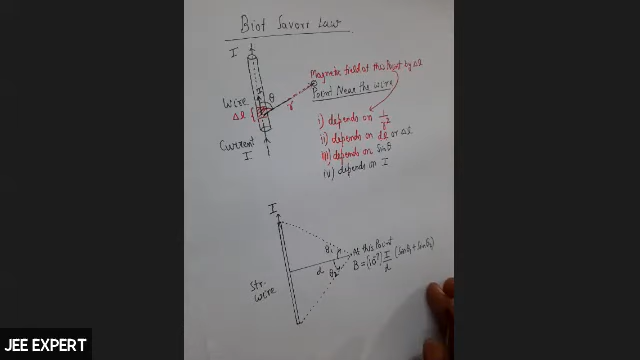 Biot Savorr Law
I
Magnetic field at this Point by Δl
θ
I
Point Near the Wire
Wire
r
Δl
i) depends on 1/r²
ii) depends on dl or Δl
Current
iii) depends on Sinθ
I
iv) depends on I
I
θ₁
At this Point
B = (10⁻⁷) I/d (Sinθ₁ + Sinθ₂)
d
θ₂
Str.
wire
JEE EXPERT